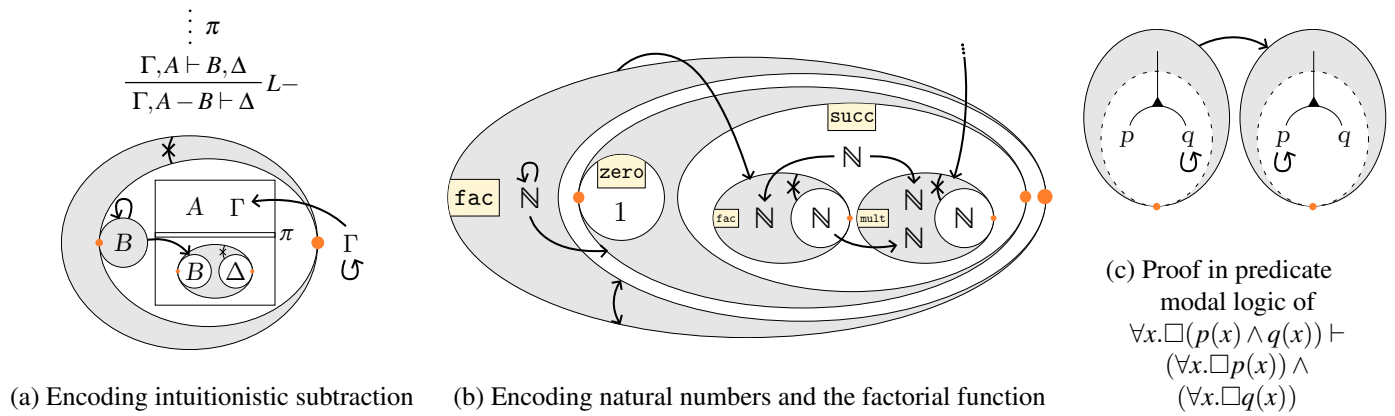 ⋮ π
Γ, A ⊢ B, Δ
L−
Γ, A − B ⊢ Δ
A Γ
B
π
Γ
B Δ
(a) Encoding intuitionistic subtraction
succ
zero
ℕ
fac
ℕ
1
ℕ
fac
ℕ
ℕ
mult
ℕ
ℕ
(b) Encoding natural numbers and the factorial function
p q p q
(c) Proof in predicate
modal logic of
∀x.□(p(x) ∧ q(x)) ⊢
(∀x.□p(x)) ∧
(∀x.□q(x))